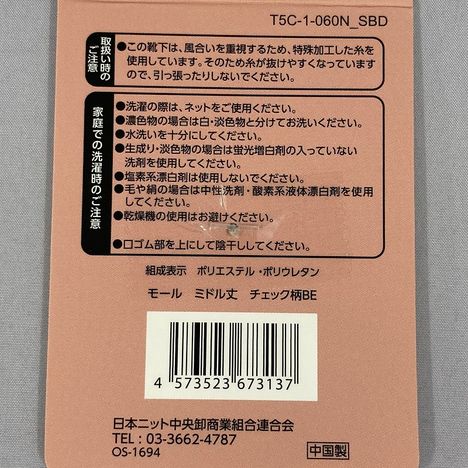 T5C-1-060N_SBD
取扱い時のご注意
●この靴下は、風合いを重視するため、特殊加工した糸を
使用しています。そのため糸が抜けやすくなっています
ので、引っ張ったりしないでください。
家庭での洗濯時のご注意
●洗濯の際は、ネットをご使用ください。
●濃色物の場合は白・淡色物と分けてお洗いください。
●水洗いを十分にしてください。
●生成り・淡色物の場合は蛍光増白剤の入っていない
洗剤を使用してください。
●塩素系漂白剤は使用しないでください。
●毛や絹の場合は中性洗剤・酸素系液体漂白剤を使用
してください。
●乾燥機の使用はお避けください。
●口ゴム部を上にして陰干ししてください。
組成表示 ポリエステル・ポリウレタン
モール ミドル丈 チェック柄BE
4 573523 673137
日本ニット中央卸商業組合連合会
TEL : 03-3662-4787
OS-1694
中国製